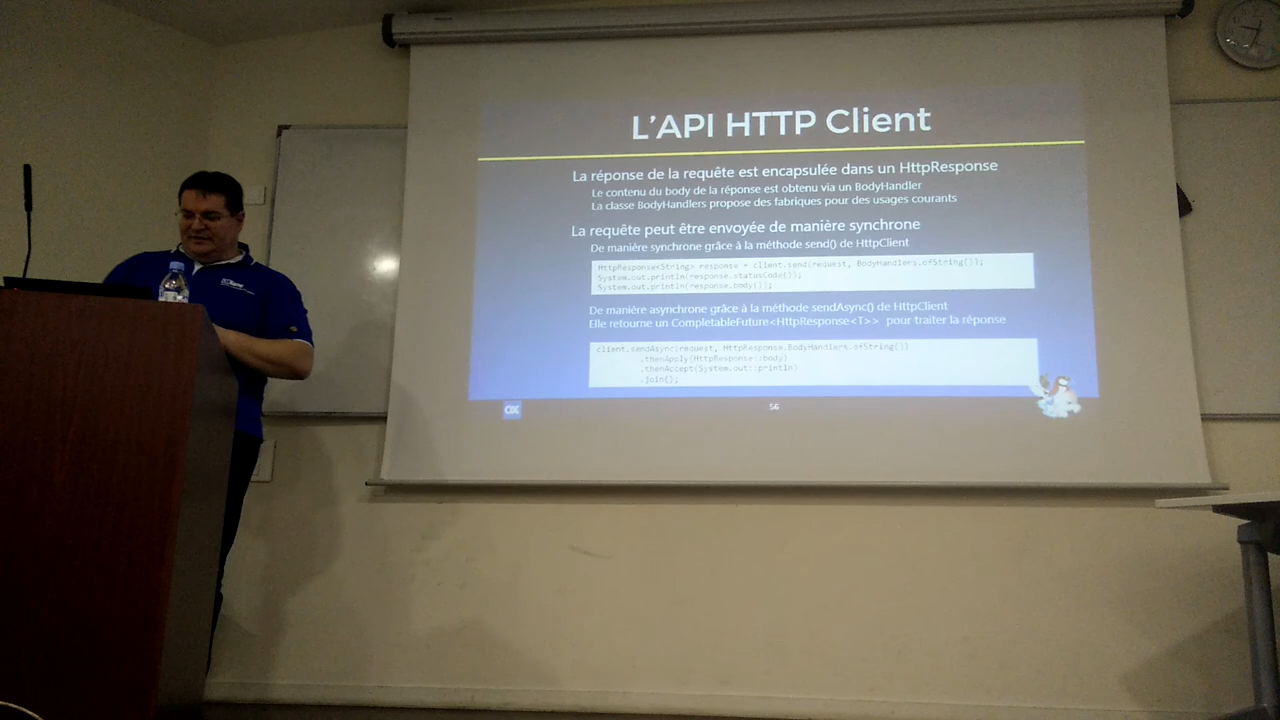 L'API HTTP Client
La réponse de la requête est encapsulée dans un HttpResponse
Le contenu du body de la réponse est obtenu via un BodyHandler
La classe BodyHandlers propose des fabriques pour des usages courants
La requête peut être envoyée de manière synchrone
De manière synchrone grâce à la méthode send() de HttpClient
HttpResponse<String> response = client.send(request, BodyHandlers.ofString());
System.out.println(response.statusCode());
System.out.println(response.body());
De manière asynchrone grâce à la méthode sendAsync() de HttpClient
Elle retourne un CompletableFuture<HttpResponse<T>> pour traiter la réponse
client.sendAsync(request, HttpResponse.BodyHandlers.ofString())
.thenApply(HttpResponse::body)
.thenAccept(System.out::println)
.join();
56